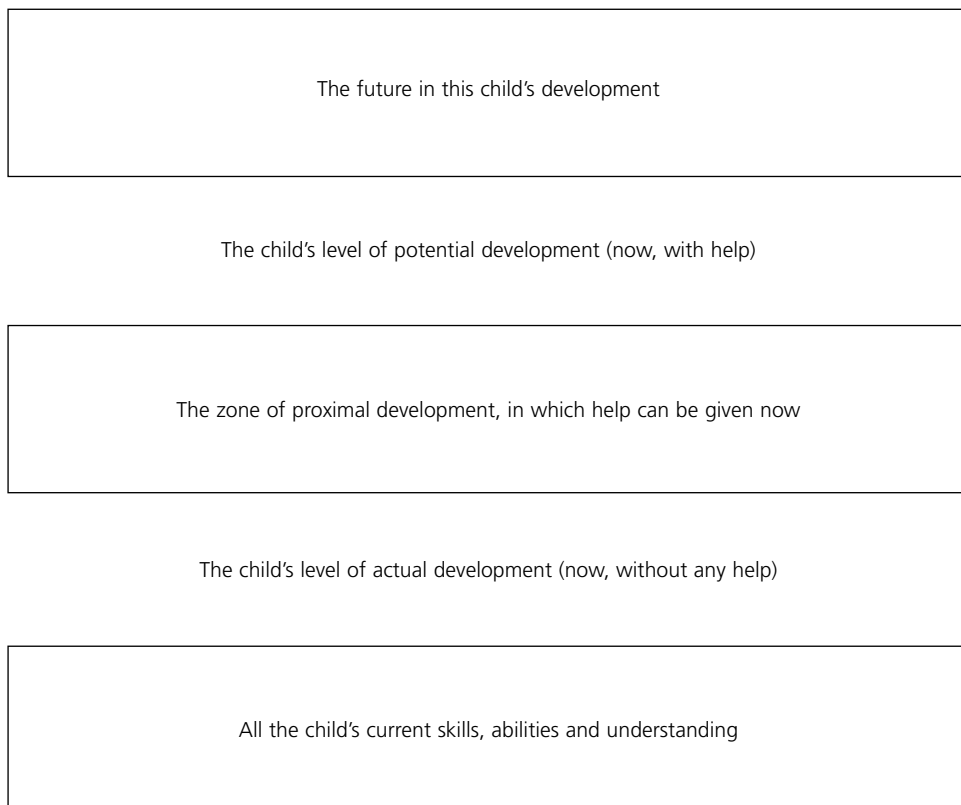 The future in this child’s development
The child’s level of potential development (now, with help)
The zone of proximal development, in which help can be given now
The child’s level of actual development (now, without any help)
All the child’s current skills, abilities and understanding